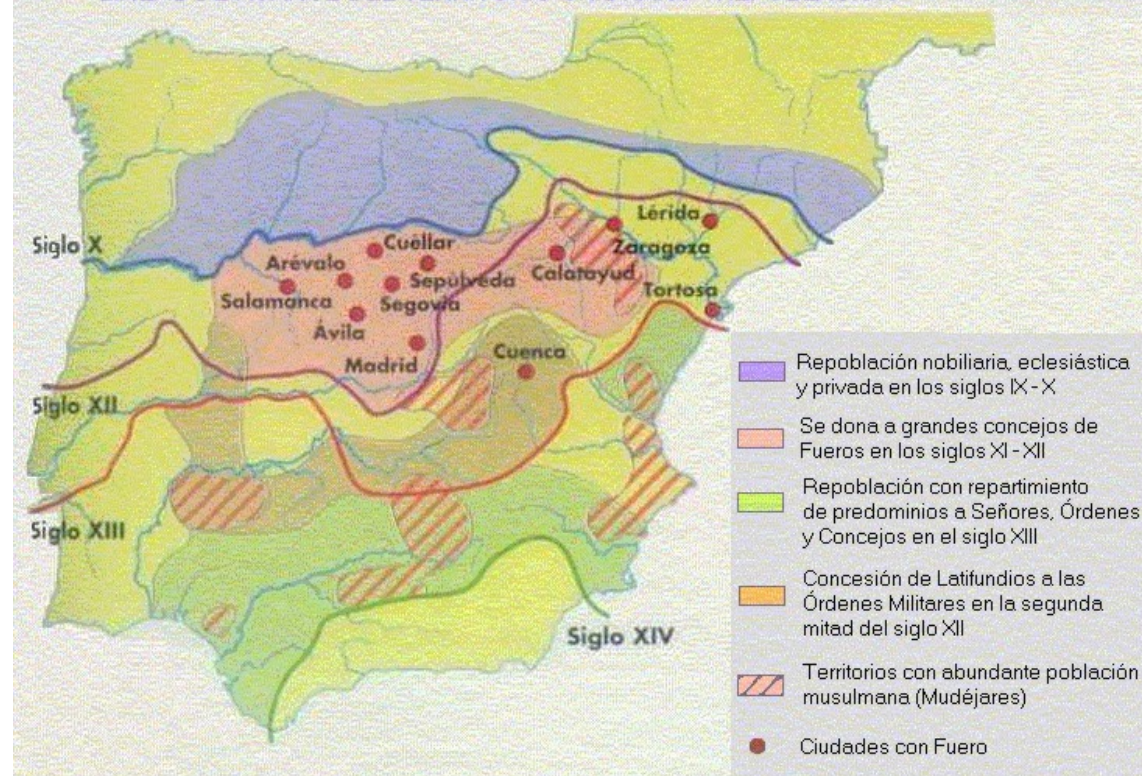 Siglo X
Cuéllar
Arévalo
Sepúlveda
Salamanca
Segovia
Ávila
Madrid
Lérida
Zaragoza
Calatayud
Tortosa
Cuenca
Siglo XII
Siglo XIII
Siglo XIV
Repoblación nobiliaria, eclesiástica
y privada en los siglos IX - X
Se dona a grandes concejos de
Fueros en los siglos XI - XII
Repoblación con repartimiento
de predominios a Señores, Órdenes
y Concejos en el siglo XIII
Concesión de Latifundios a las
Órdenes Militares en la segunda
mitad del siglo XII
Territorios con abundante población
musulmana (Mudéjares)
Ciudades con Fuero